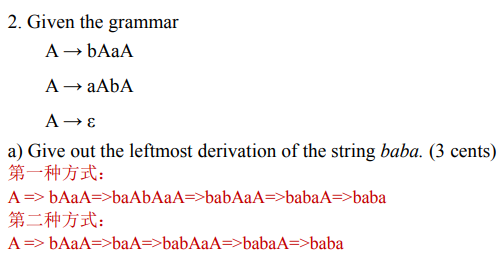 2. Given the grammar
A → bAaA
A → aAbA
A → ε
a) Give out the leftmost derivation of the string baba. (3 cents)
第一种方式：
A => bAaA=>baAbAaA=>babAaA=>babaA=>baba
第二种方式：
A => bAaA=>baA=>babAaA=>babaA=>baba